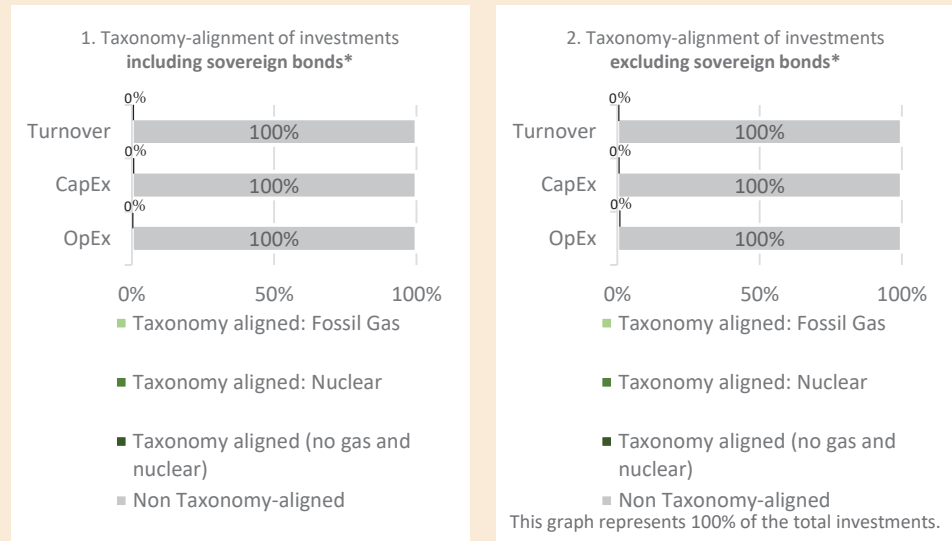 1. Taxonomy-alignment of investments
including sovereign bonds*
0%
Turnover
100%
0%
CapEx
100%
0%
OpEx
100%
0% 50% 100%
Taxonomy aligned: Fossil Gas
Taxonomy aligned: Nuclear
Taxonomy aligned (no gas and
nuclear)
Non Taxonomy-aligned
2. Taxonomy-alignment of investments
excluding sovereign bonds*
0%
Turnover
100%
0%
CapEx
100%
0%
OpEx
100%
0% 50% 100%
Taxonomy aligned: Fossil Gas
Taxonomy aligned: Nuclear
Taxonomy aligned (no gas and
nuclear)
Non Taxonomy-aligned
This graph represents 100% of the total investments.